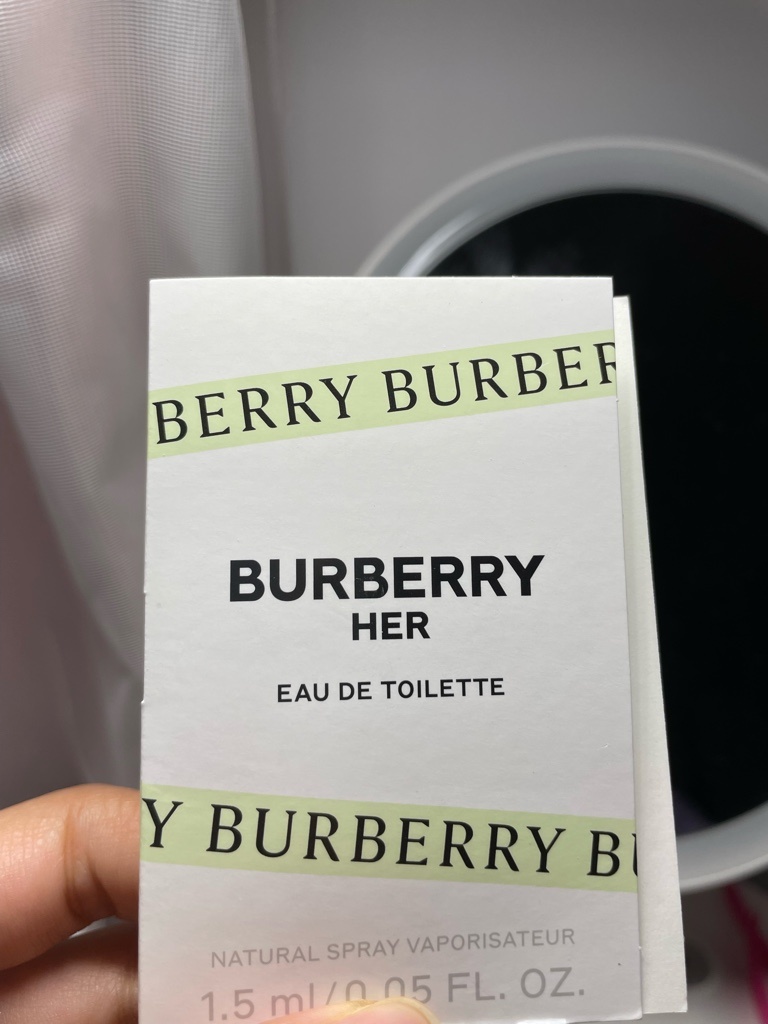 BERRY BURBER
BURBERRY
HER
EAU DE TOILETTE
Y BURBERRY BU
NATURAL SPRAY VAPORISATEUR
1.5 ml/0.05 FL. OZ.